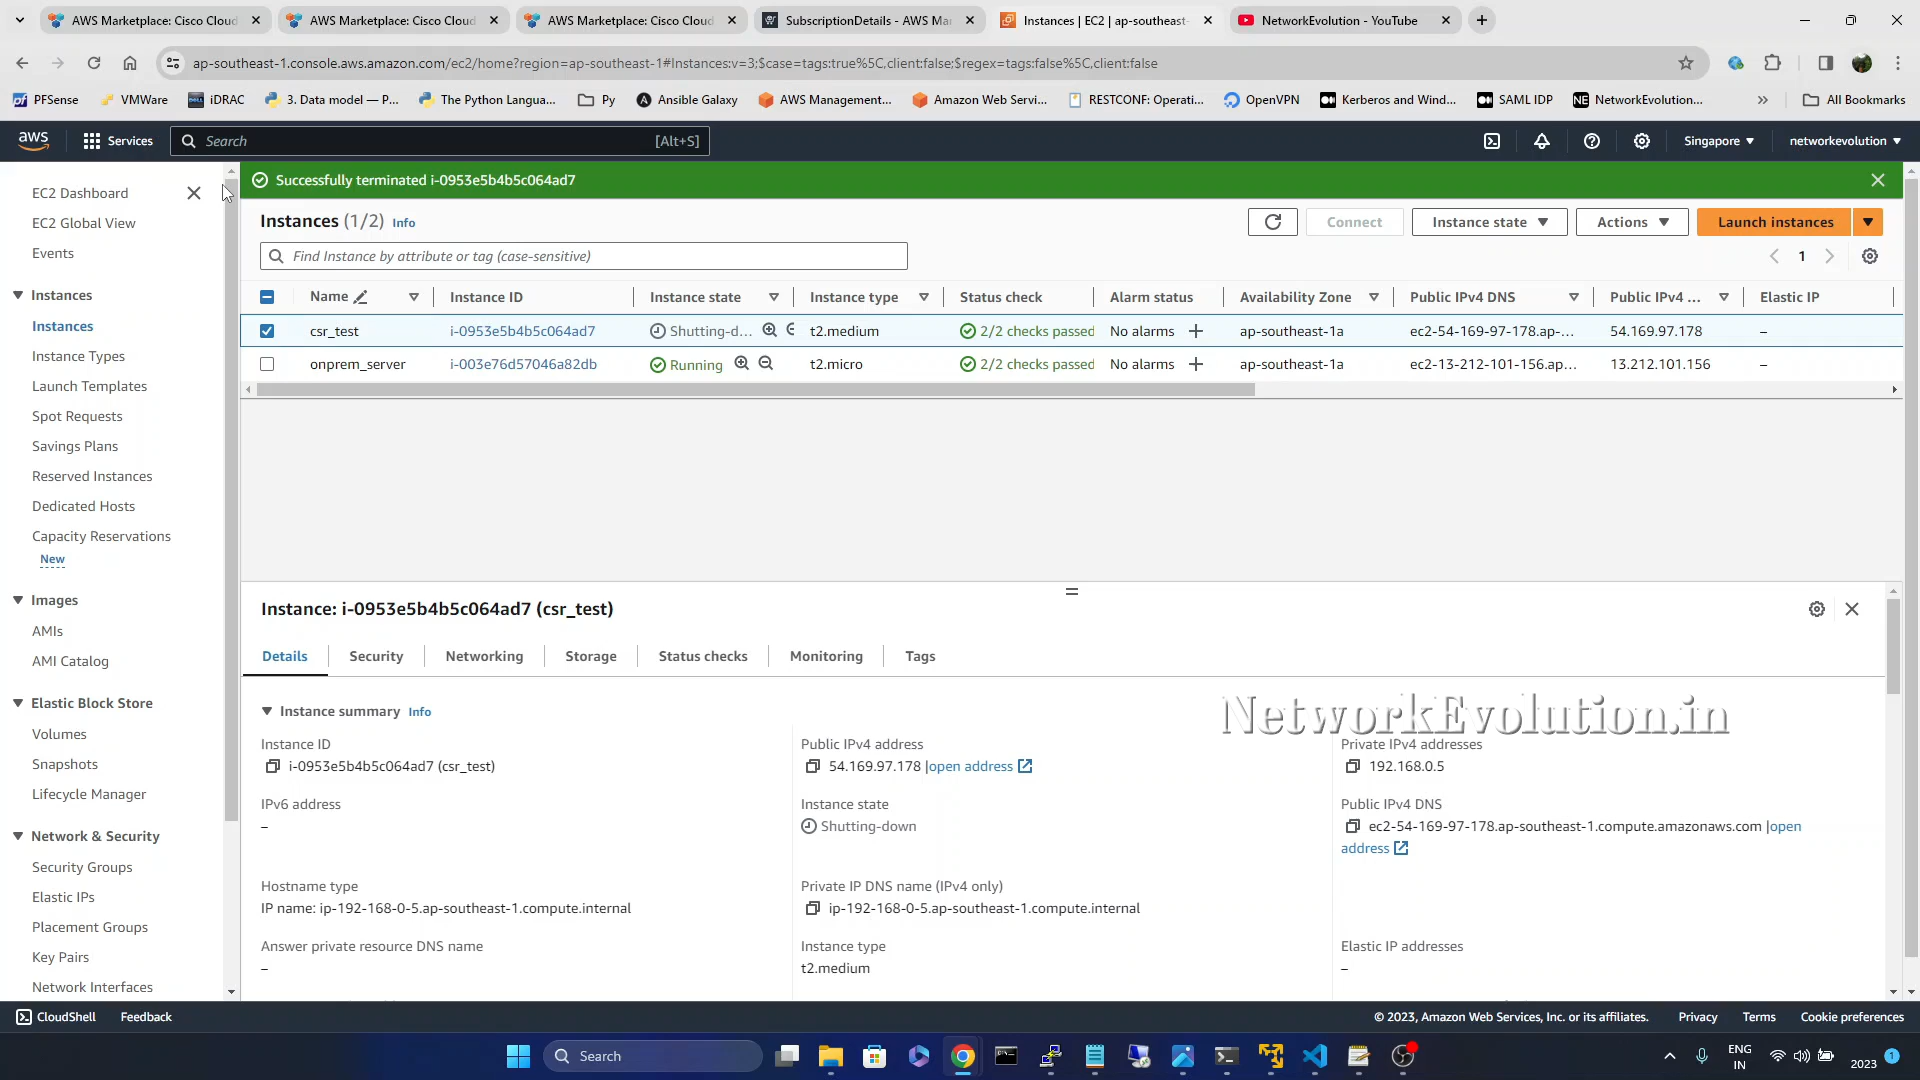 AWS Marketplace: Cisco Cloud
AWS Marketplace: Cisco Cloud
AWS Marketplace: Cisco Cloud
SubscriptionDetails - AWS Ma
Instances | EC2 | ap-southeast-
NetworkEvolution - YouTube
ap-southeast-1.console.aws.amazon.com/ec2/home?region=ap-southeast-1#Instances:v=3;$case=tags:true%5C,client:false;$regex=tags:false%5C,client:false
PFSense
VMWare
iDRAC
3. Data model — P...
The Python Langua...
Py
Ansible Galaxy
AWS Management...
Amazon Web Servi...
RESTCONF: Operati...
OpenVPN
Kerberos and Wind...
SAML IDP
NetworkEvolution...
All Bookmarks
aws
Services
Search
[Alt+S]
Singapore
networkevolution
EC2 Dashboard
EC2 Global View
Events
Instances
Instances
Instance Types
Launch Templates
Spot Requests
Savings Plans
Reserved Instances
Dedicated Hosts
Capacity Reservations
New
Images
AMIs
AMI Catalog
Elastic Block Store
Volumes
Snapshots
Lifecycle Manager
Network & Security
Security Groups
Elastic IPs
Placement Groups
Key Pairs
Network Interfaces
Successfully terminated i-0953e5b4b5c064ad7
Instances (1/2) Info
Connect
Instance state
Actions
Launch instances
Find Instance by attribute or tag (case-sensitive)
1
Name Instance ID Instance state Instance type Status check Alarm status Availability Zone Public IPv4 DNS Public IPv4 ... Elastic IP
csr_test i-0953e5b4b5c064ad7 Shutting-d... t2.medium 2/2 checks passed No alarms ap-southeast-1a ec2-54-169-97-178.ap-... 54.169.97.178 –
onprem_server i-003e76d57046a82db Running t2.micro 2/2 checks passed No alarms ap-southeast-1a ec2-13-212-101-156.ap... 13.212.101.156 –
Instance: i-0953e5b4b5c064ad7 (csr_test)
Details Security Networking Storage Status checks Monitoring Tags
NetworkEvolution.in
Instance summary Info
Instance ID
i-0953e5b4b5c064ad7 (csr_test)
Public IPv4 address
54.169.97.178 |open address
Private IPv4 addresses
192.168.0.5
IPv6 address
–
Instance state
Shutting-down
Public IPv4 DNS
ec2-54-169-97-178.ap-southeast-1.compute.amazonaws.com |open
address
Hostname type
IP name: ip-192-168-0-5.ap-southeast-1.compute.internal
Private IP DNS name (IPv4 only)
ip-192-168-0-5.ap-southeast-1.compute.internal
Answer private resource DNS name
–
Instance type
t2.medium
Elastic IP addresses
–
CloudShell
Feedback
© 2023, Amazon Web Services, Inc. or its affiliates.
Privacy
Terms
Cookie preferences
Search
ENG
IN
2023
1